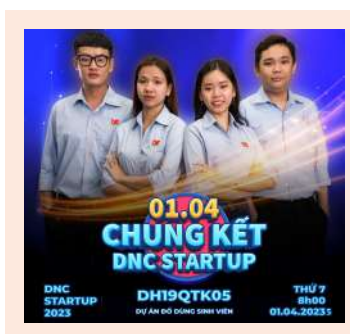 01.04
CHUNG KẾT
DNC STARTUP
DNC
STARTUP
2023
DH19QTK05
DỰ ÁN ĐỒ DÙNG SINH VIÊN
THỨ 7
8h00
01.04.2023